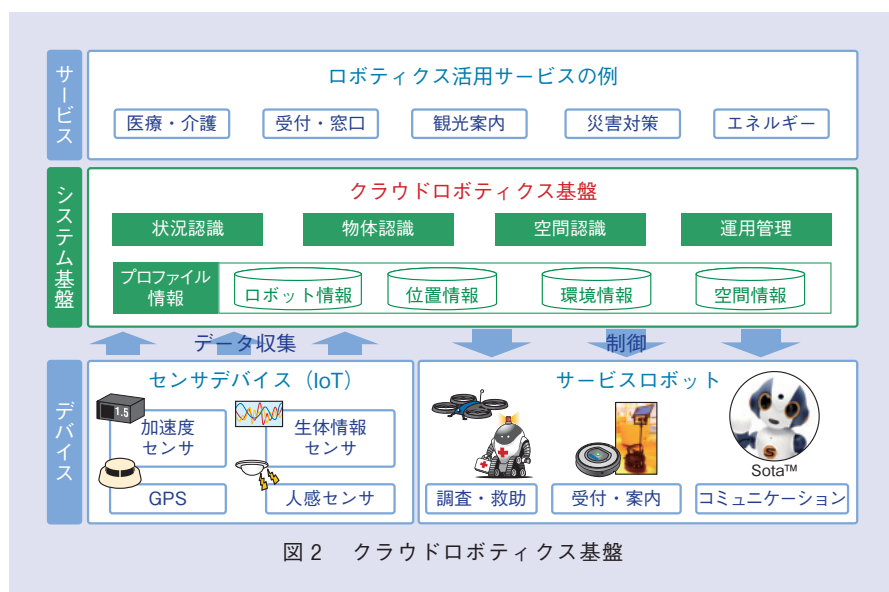 サービス
ロボティクス活用サービスの例
医療・介護
受付・窓口
観光案内
災害対策
エネルギー
システム基盤
クラウドロボティクス基盤
状況認識
物体認識
空間認識
運用管理
プロファイル
情報
ロボット情報
位置情報
環境情報
空間情報
データ収集
制御
デバイス
センサデバイス（IoT）
1.5
加速度
センサ
生体情報
センサ
GPS
人感センサ
サービスロボット
S
Sota™
調査・救助
受付・案内
コミュニケーション
図2　クラウドロボティクス基盤